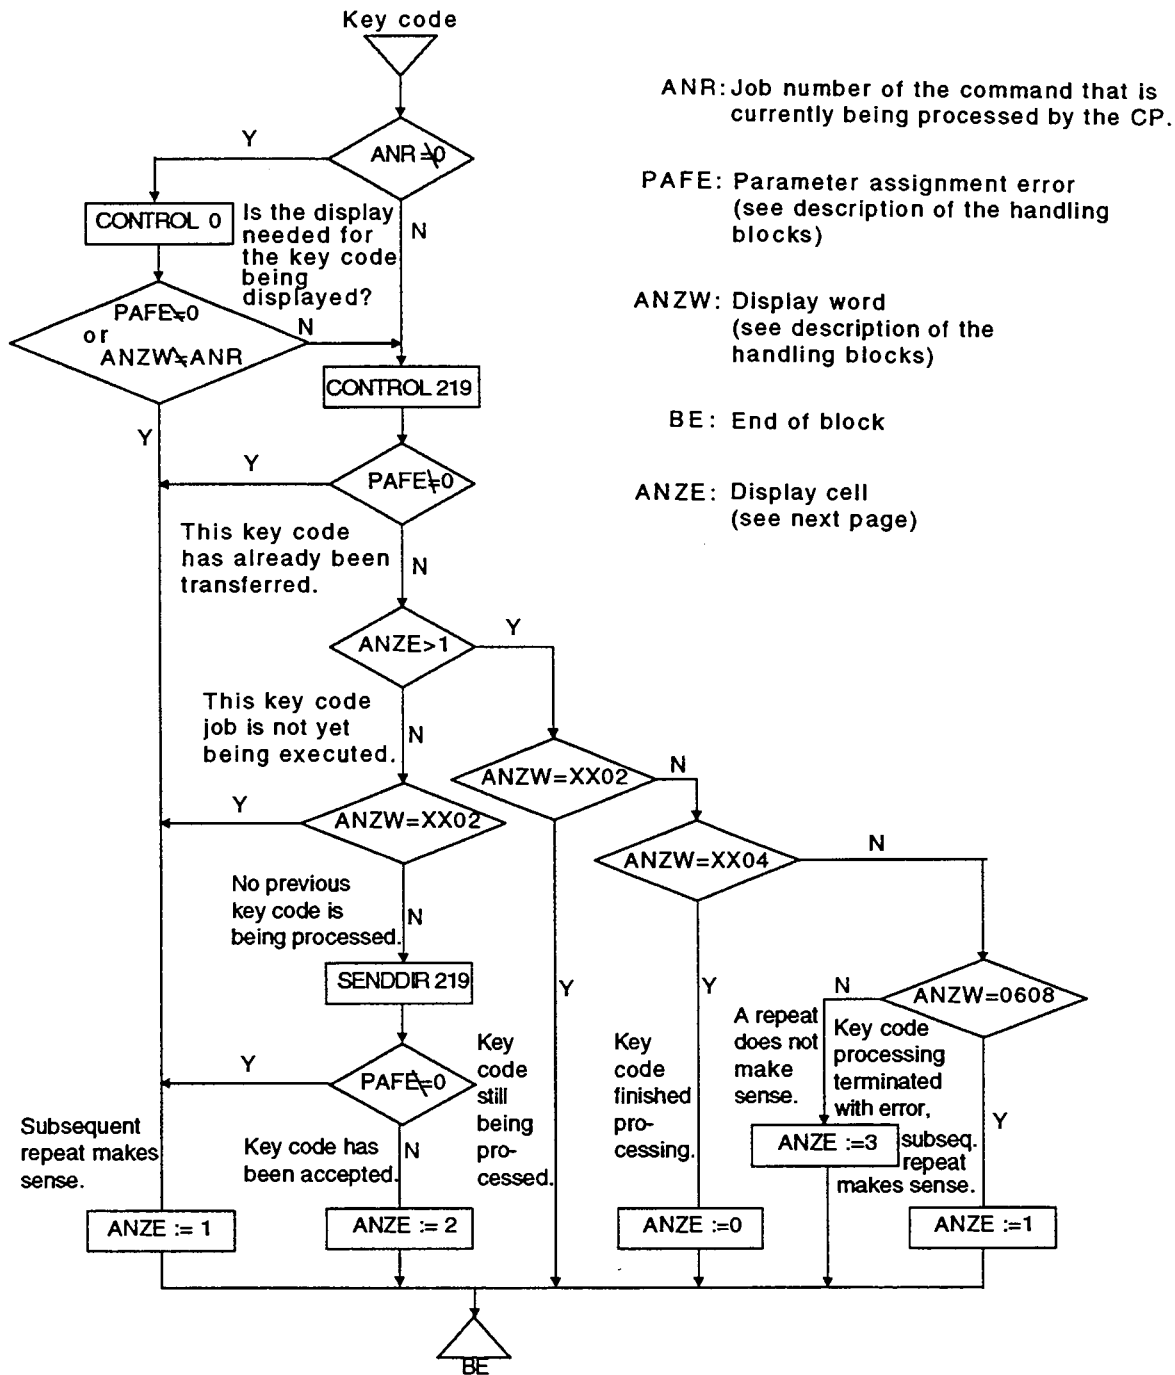 Key code
ANR: Job number of the command that is
currently being processed by the CP.
Y
ANR ≠0
PAFE: Parameter assignment error
(see description of the handling
blocks)
CONTROL 0
Is the display
needed for
the key code
being
displayed?
N
ANZW: Display word
(see description of the
handling blocks)
PAFE≠0
or
ANZW≠ANR
N
CONTROL 219
BE: End of block
Y
Y
PAFE≠0
ANZE: Display cell
(see next page)
This key code
has already been
transferred.
N
ANZE>1
Y
This key code
job is not yet
being executed.
N
ANZW=XX02
N
Y
ANZW=XX02
ANZW=XX04
N
No previous
key code is
being processed.
N
SENDDIR 219
Y
Y
N
ANZW=0608
Y
PAFE≠0
Key
code
still
being
pro-
cessed.
Key
code
finished
pro-
cessing.
A repeat
does not
make
sense.
Key code
processing
terminated
with error,
subseq.
repeat
makes sense.
Y
Subsequent
repeat makes
sense.
Key code has
been accepted.
N
ANZE :=3
ANZE := 1
ANZE := 2
ANZE :=0
ANZE :=1
BE